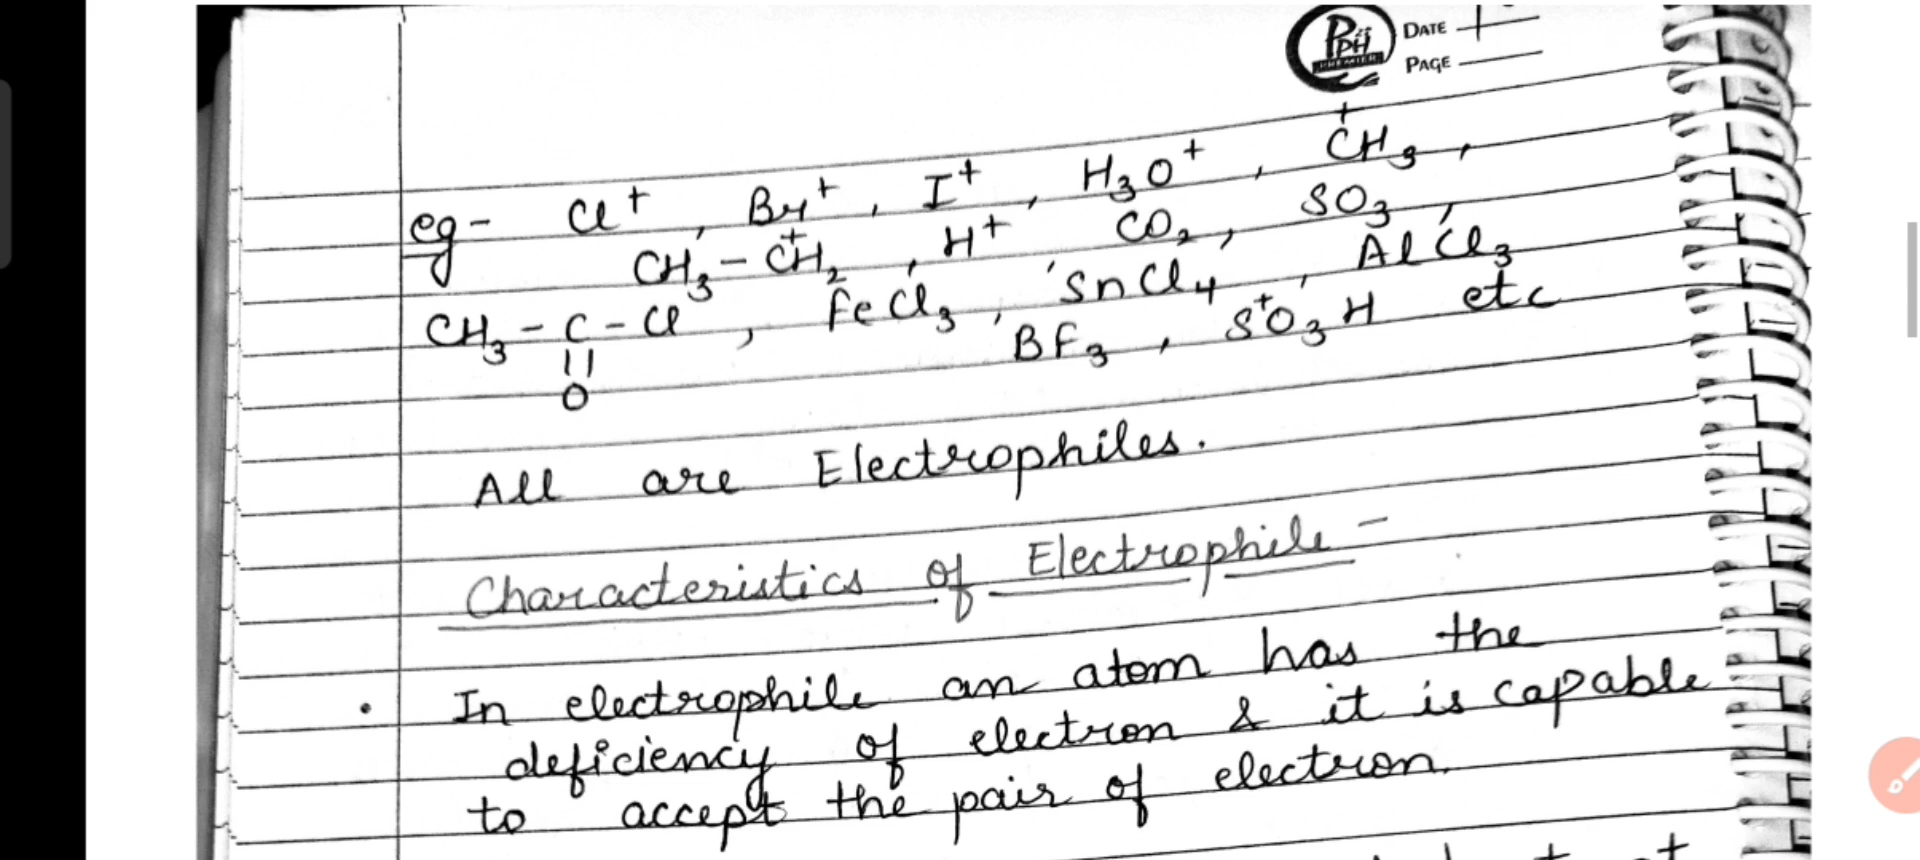 DATE
PAGE
eg- Cl⁺, Br⁺, I⁺, H₃O⁺, C⁺H₃,
CH₃-C⁺H₂, H⁺, CO₂, SO₃,
CH₃-C-Cl, FeCl₃, SnCl₄, AlCl₃
||
O
BF₃, S⁺O₃H etc
All are Electrophiles.
Characteristics of Electrophile -
• In electrophile an atom has the
deficiency of electron & it is capable
to accept the pair of electron.